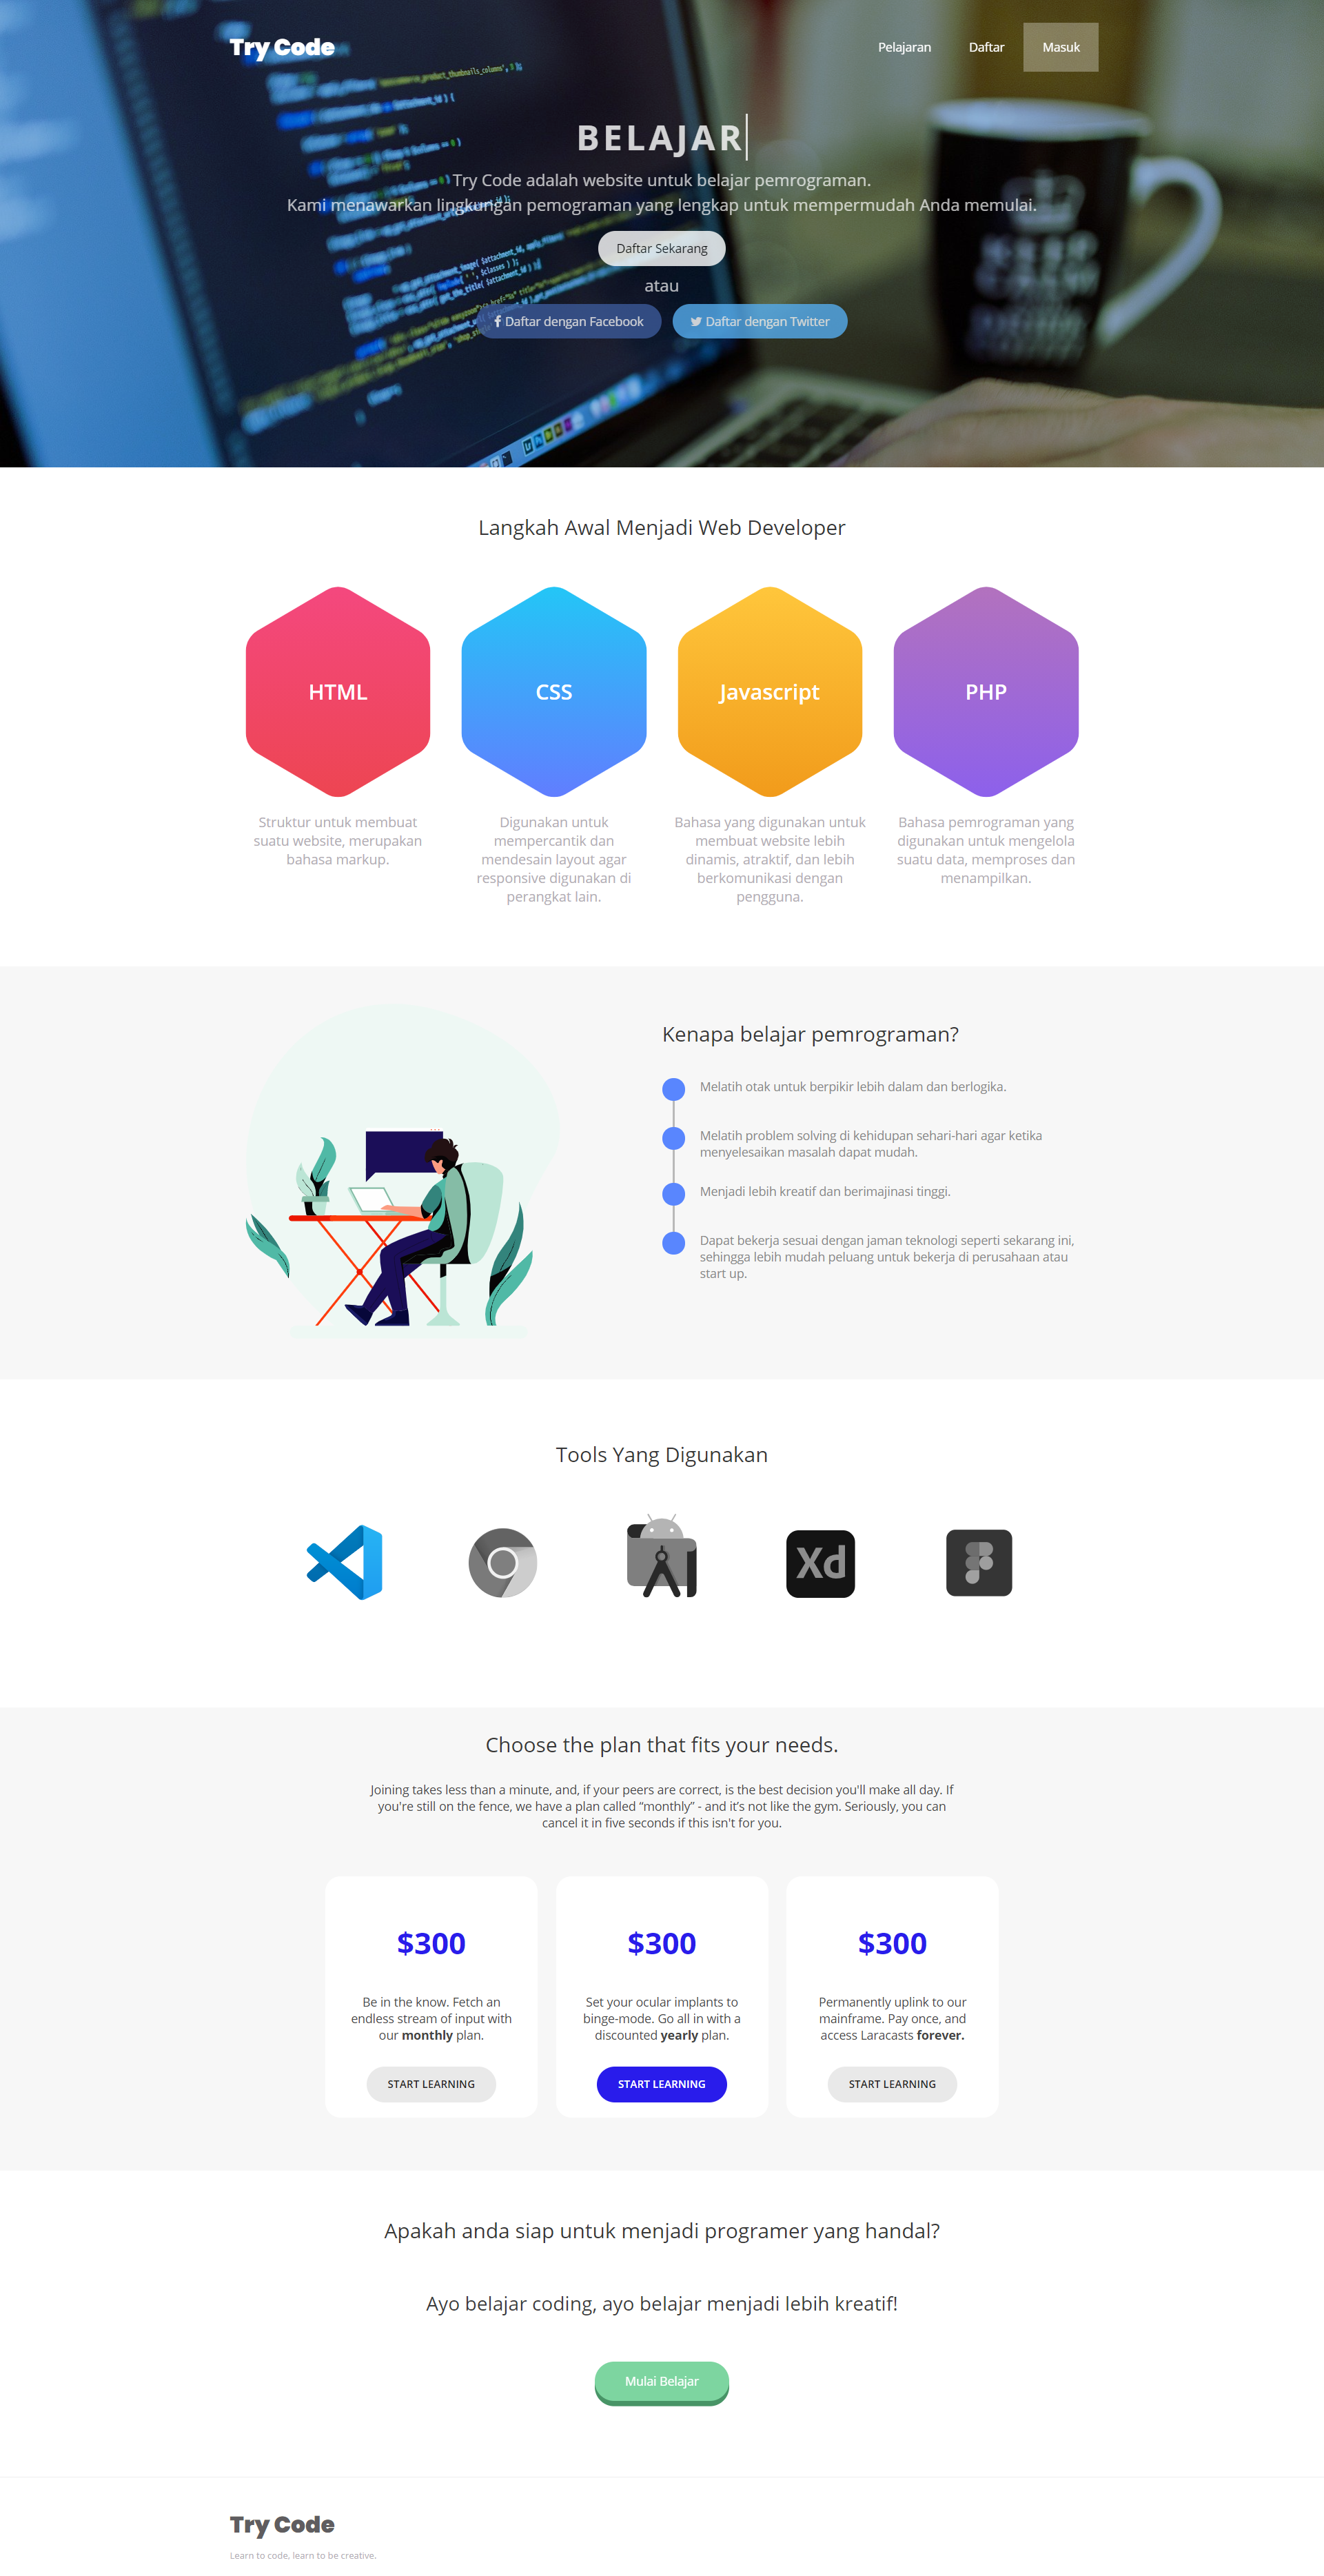 Try Code
Pelajaran
Daftar
Masuk
BELAJAR
Try Code adalah website untuk belajar pemrograman.
Kami menawarkan lingkungan pemograman yang lengkap untuk mempermudah Anda memulai.
Daftar Sekarang
atau
Daftar dengan Facebook
Daftar dengan Twitter
Langkah Awal Menjadi Web Developer
HTML
CSS
Javascript
PHP
Struktur untuk membuat
suatu website, merupakan
bahasa markup.
Digunakan untuk
mempercantik dan
mendesain layout agar
responsive digunakan di
perangkat lain.
Bahasa yang digunakan untuk
membuat website lebih
dinamis, atraktif, dan lebih
berkomunikasi dengan
pengguna.
Bahasa pemrograman yang
digunakan untuk mengelola
suatu data, memproses dan
menampilkan.
Kenapa belajar pemrograman?
Melatih otak untuk berpikir lebih dalam dan berlogika.
Melatih problem solving di kehidupan sehari-hari agar ketika
menyelesaikan masalah dapat mudah.
Menjadi lebih kreatif dan berimajinasi tinggi.
Dapat bekerja sesuai dengan jaman teknologi seperti sekarang ini,
sehingga lebih mudah peluang untuk bekerja di perusahaan atau
start up.
Tools Yang Digunakan
Xd
Choose the plan that fits your needs.
Joining takes less than a minute, and, if your peers are correct, is the best decision you'll make all day. If
you're still on the fence, we have a plan called “monthly” - and it’s not like the gym. Seriously, you can
cancel it in five seconds if this isn't for you.
$300
Be in the know. Fetch an
endless stream of input with
our monthly plan.
START LEARNING
$300
Set your ocular implants to
binge-mode. Go all in with a
discounted yearly plan.
START LEARNING
$300
Permanently uplink to our
mainframe. Pay once, and
access Laracasts forever.
START LEARNING
Apakah anda siap untuk menjadi programer yang handal?
Ayo belajar coding, ayo belajar menjadi lebih kreatif!
Mulai Belajar
Try Code
Learn to code, learn to be creative.